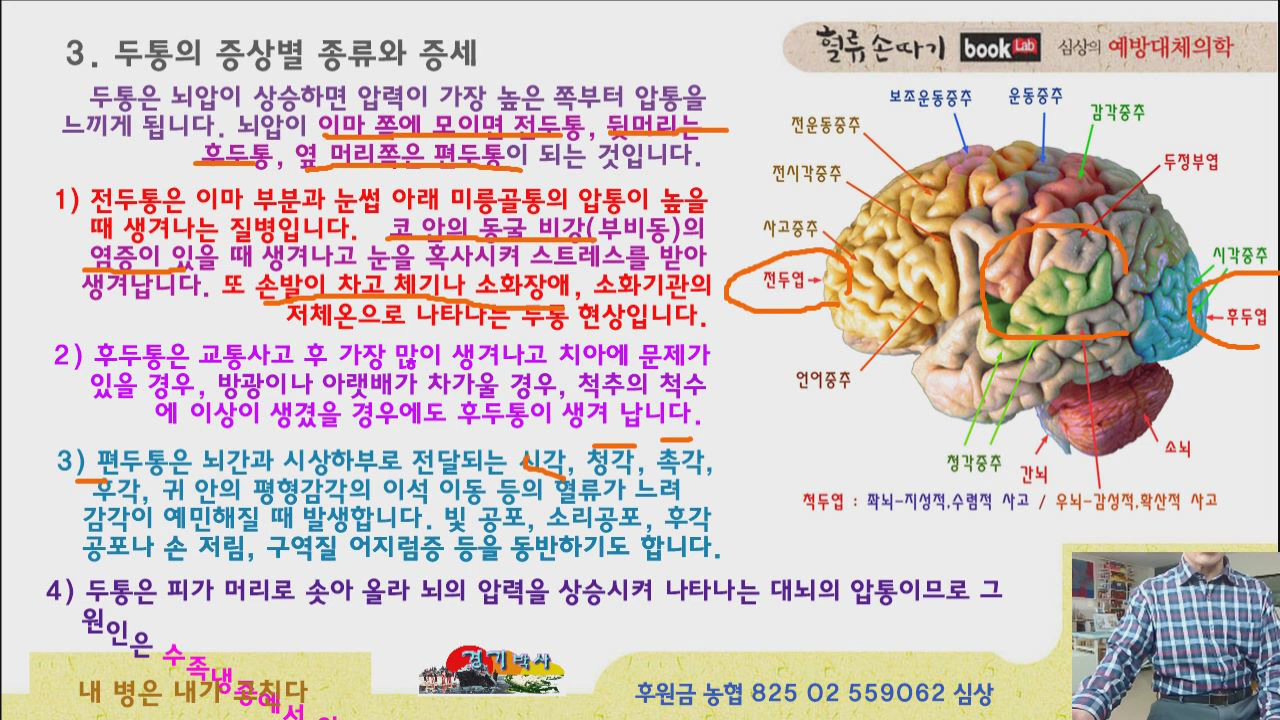 3. 두통의 증상별 종류와 증세
혈류 손따기 book Lab 심상의 예방대체의학
두통은 뇌압이 상승하면 압력이 가장 높은 쪽부터 압통을
느끼게 됩니다. 뇌압이 이마 쪽에 모이면 전두통, 뒷머리는
후두통, 옆 머리쪽은 편두통이 되는 것입니다.
1) 전두통은 이마 부분과 눈썹 아래 미릉골통의 압통이 높을
때 생겨나는 질병입니다. 코 안의 동굴 비강(부비동)의
염증이 있을 때 생겨나고 눈을 혹사시켜 스트레스를 받아
생겨납니다. 또 손발이 차고 체기나 소화장애, 소화기관의
저체온으로 나타나는 두통 현상입니다.
2) 후두통은 교통사고 후 가장 많이 생겨나고 치아에 문제가
있을 경우, 방광이나 아랫배가 차가울 경우, 척추의 척수
에 이상이 생겼을 경우에도 후두통이 생겨 납니다.
3) 편두통은 뇌간과 시상하부로 전달되는 시각, 청각, 촉각,
후각, 귀 안의 평형감각의 이석 이동 등의 혈류가 느려
감각이 예민해질 때 발생합니다. 빛 공포, 소리공포, 후각
공포나 손 저림, 구역질 어지럼증 등을 동반하기도 합니다.
4) 두통은 피가 머리로 솟아 올라 뇌의 압력을 상승시켜 나타나는 대뇌의 압통이므로 그
원인은 수족냉증에서
보조운동중추
운동중추
감각중추
전운동중추
두정부엽
전시각중추
사고중추
시각중추
전두엽
후두엽
언어중추
청각중추
간뇌
소뇌
척두엽 : 좌뇌-지성적,수렴적 사고 / 우뇌-감성적,확산적 사고
경기박사
내 병은 내가 고친다
후원금 농협 825 02 559062 심상